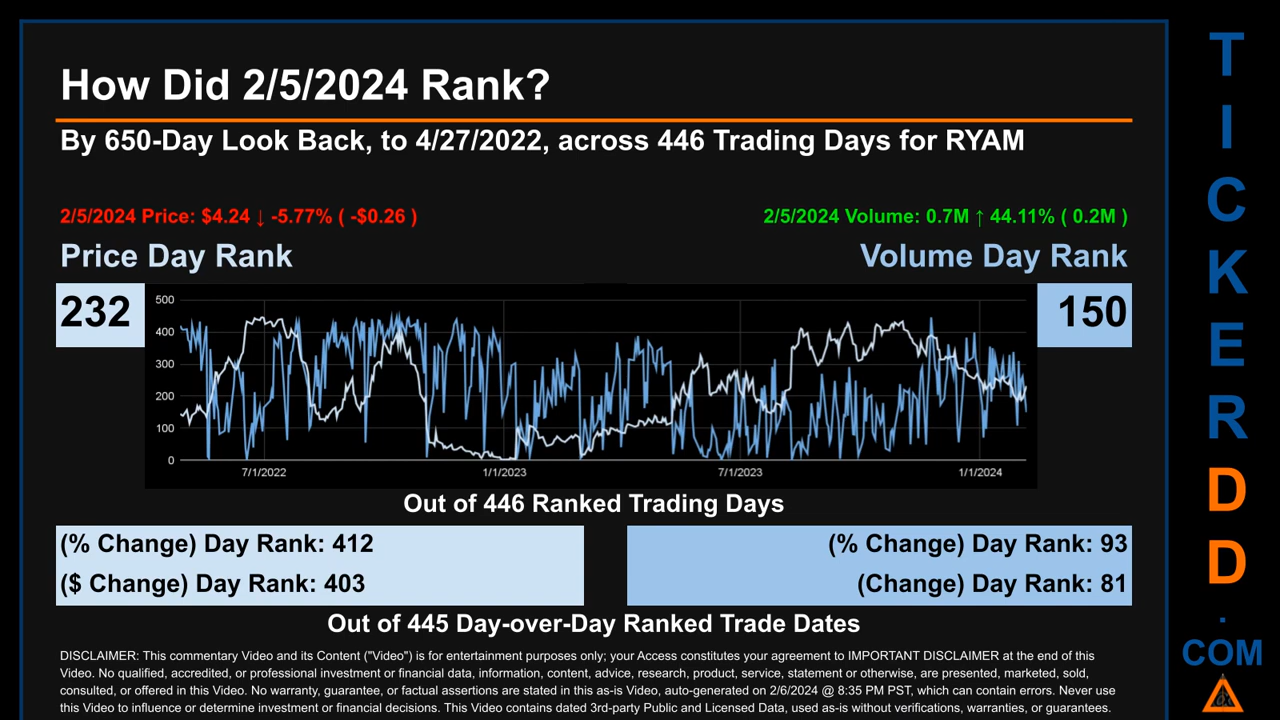 How Did 2/5/2024 Rank?
By 650-Day Look Back, to 4/27/2022, across 446 Trading Days for RYAM
2/5/2024 Price: $4.24 ↓ -5.77% ( -$0.26 )
2/5/2024 Volume: 0.7M ↑ 44.11% ( 0.2M )
Price Day Rank
Volume Day Rank
232
150
500
400
300
200
100
0
7/1/2022
1/1/2023
7/1/2023
1/1/2024
Out of 446 Ranked Trading Days
(% Change) Day Rank: 412
($ Change) Day Rank: 403
(% Change) Day Rank: 93
(Change) Day Rank: 81
Out of 445 Day-over-Day Ranked Trade Dates
DISCLAIMER: This commentary Video and its Content ("Video") is for entertainment purposes only; your Access constitutes your agreement to IMPORTANT DISCLAIMER at the end of this
Video. No qualified, accredited, or professional investment or financial data, information, content, advice, research, product, service, statement or otherwise, are presented, marketed, sold,
consulted, or offered in this Video. No warranty, guarantee, or factual assertions are stated in this as-is Video, auto-generated on 2/6/2024 @ 8:35 PM PST, which can contain errors. Never use
this Video to influence or determine investment or financial decisions. This Video contains dated 3rd-party Public and Licensed Data, used as-is without verifications, warranties, or guarantees.
T
I
C
K
E
R
D
D
.
COM